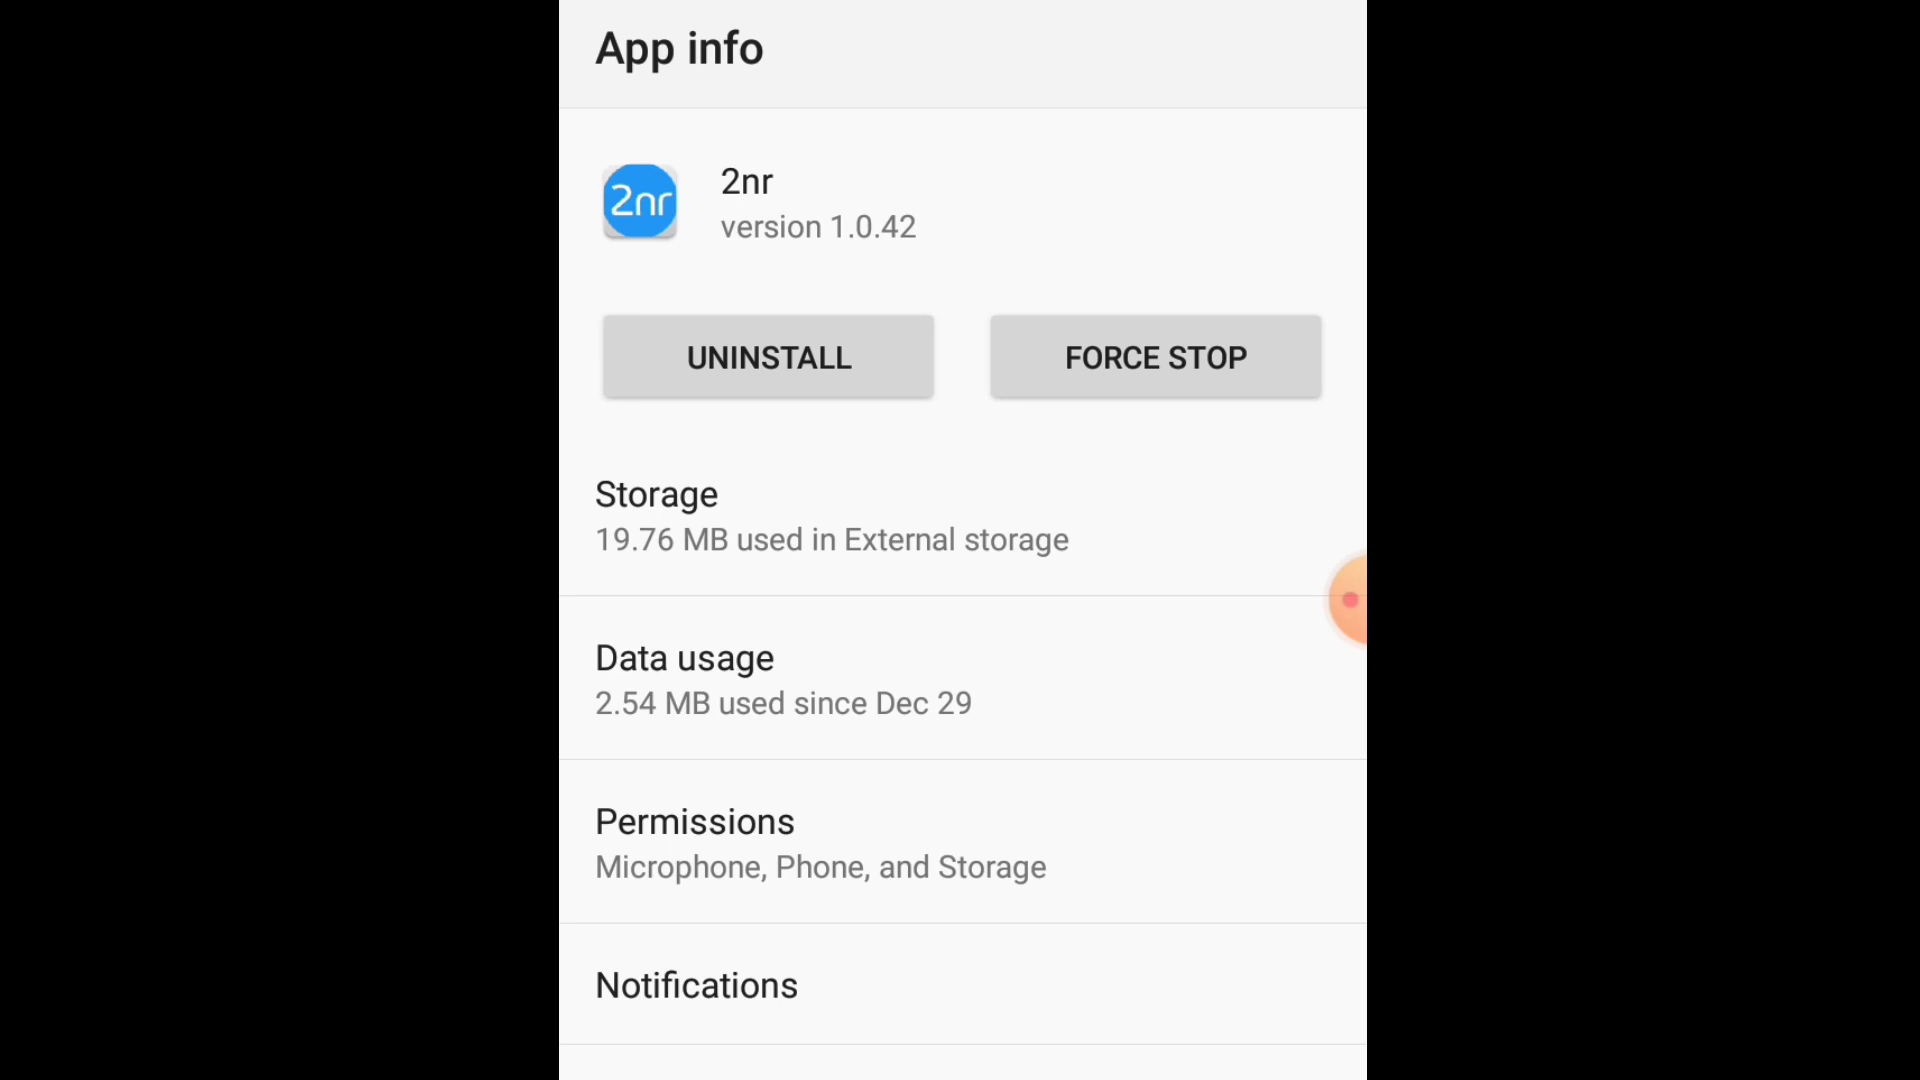 App info
2nr
2nr
version 1.0.42
UNINSTALL
FORCE STOP
Storage
19.76 MB used in External storage
Data usage
2.54 MB used since Dec 29
Permissions
Microphone, Phone, and Storage
Notifications